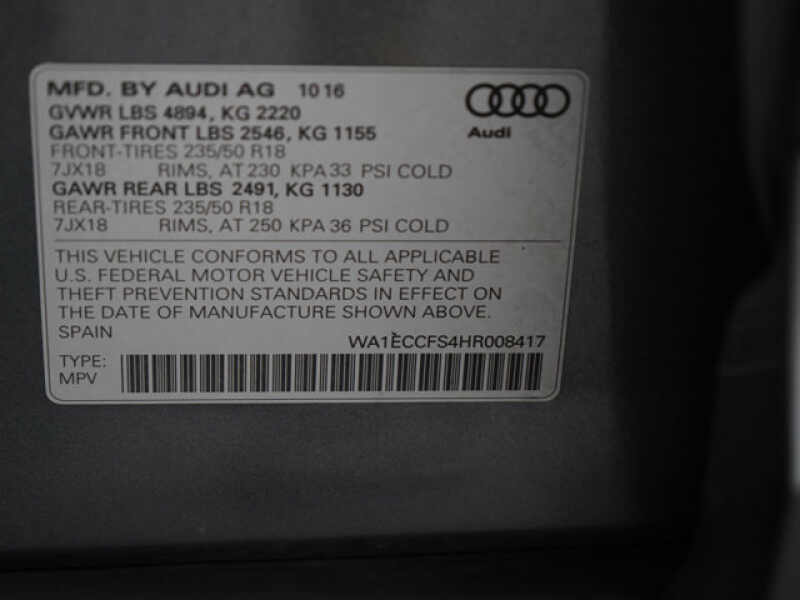 MFD. BY AUDI AG 10 16
GVWR LBS 4894, KG 2220
GAWR FRONT LBS 2546, KG 1155
FRONT-TIRES 235/50 R18
7JX18 RIMS, AT 230 KPA 33 PSI COLD
GAWR REAR LBS 2491, KG 1130
REAR-TIRES 235/50 R18
7JX18 RIMS, AT 250 KPA 36 PSI COLD
Audi
THIS VEHICLE CONFORMS TO ALL APPLICABLE
U.S. FEDERAL MOTOR VEHICLE SAFETY AND
THEFT PREVENTION STANDARDS IN EFFECT ON
THE DATE OF MANUFACTURE SHOWN ABOVE.
SPAIN
WA1ECCFS4HR008417
TYPE:
MPV